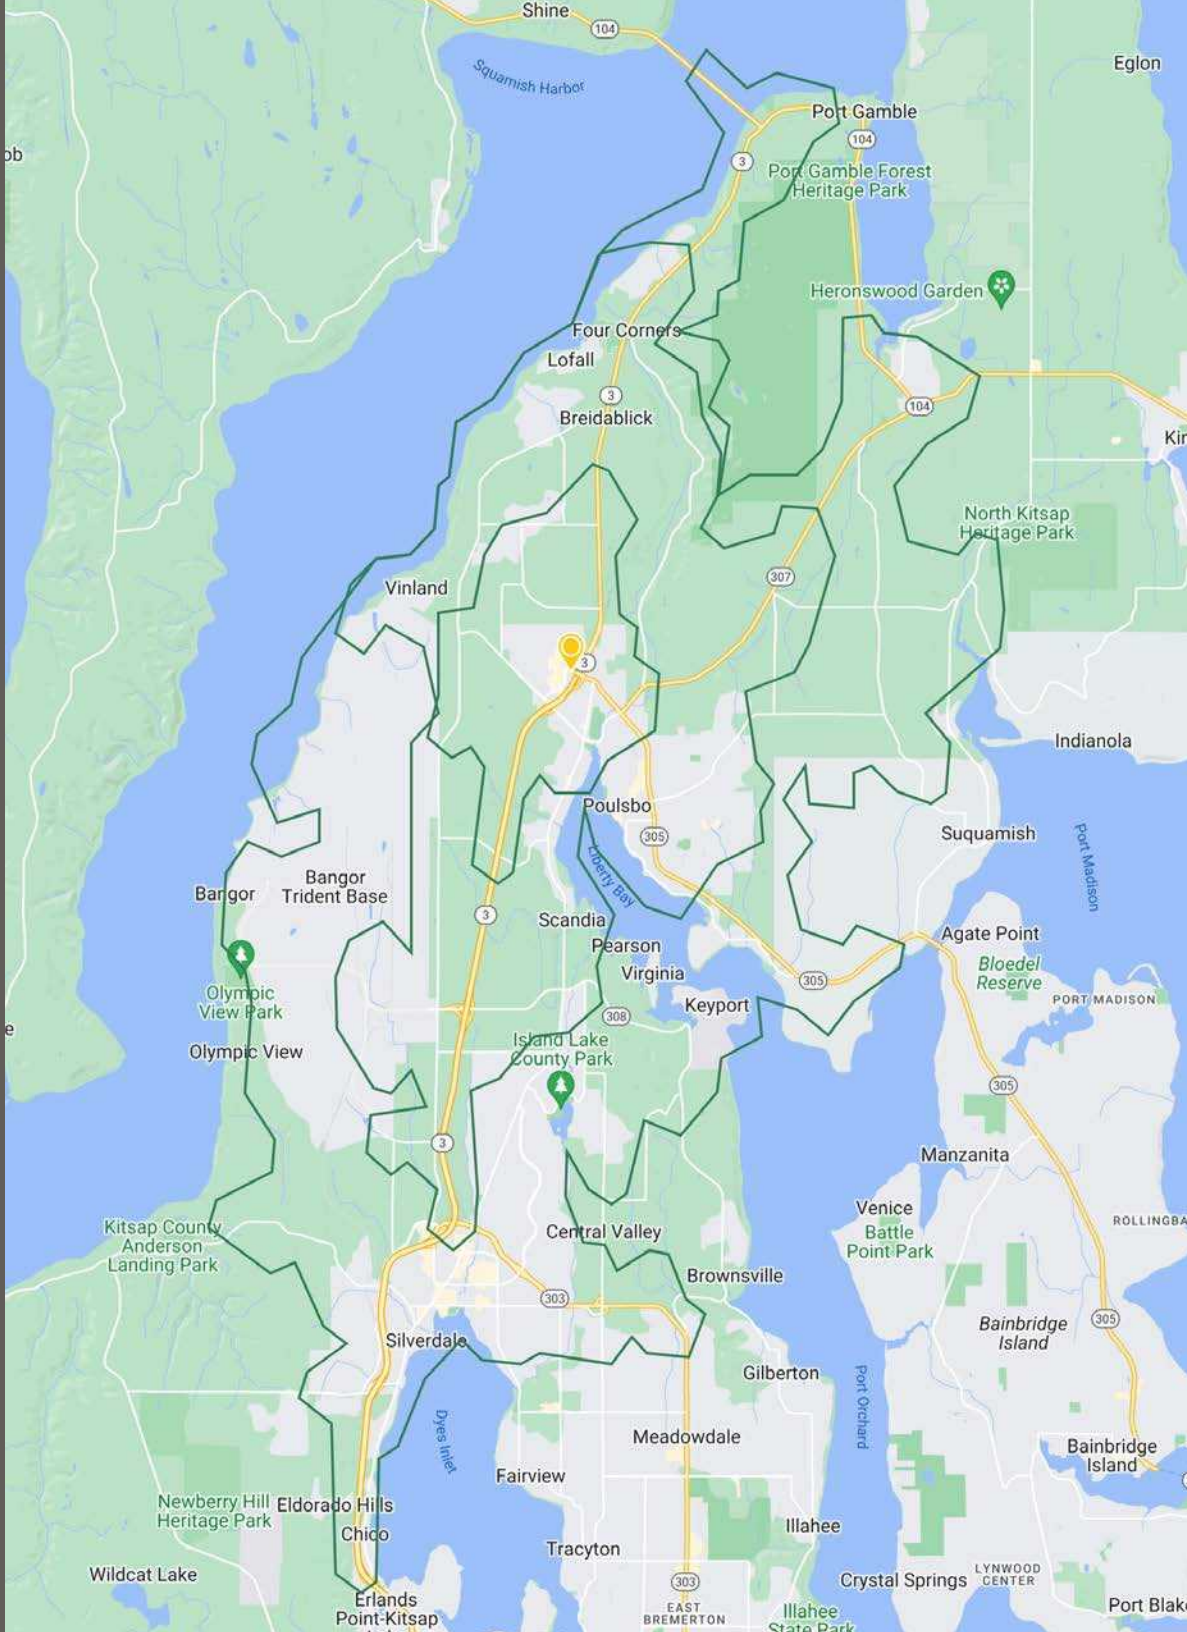 Shine
104
Squamish Harbor
Eglon
Port Gamble
104
ob
3
Port Gamble Forest
Heritage Park
Heronswood Garden
Four Corners
Lofall
3
104
Breidablick
Kin
North Kitsap
Heritage Park
307
Vinland
3
Indianola
Poulsbo
305
Suquamish
Port Madison
Liberty Bay
Bangor
Bangor
Trident Base
3
Scandia
Agate Point
Pearson
Virginia
Bloedel
Reserve
305
Olympic
View Park
Keyport
PORT MADISON
308
e
Island Lake
County Park
Olympic View
305
3
Manzanita
Venice
Battle
Point Park
ROLLINGBA
Kitsap County
Anderson
Landing Park
Central Valley
Brownsville
303
Bainbridge
Island
305
Silverdale
Gilberton
Port Orchard
Dyes Inlet
Meadowdale
Bainbridge
Island
Fairview
Newberry Hill
Heritage Park
Eldorado Hills
Chico
Illahee
Tracyton
Wildcat Lake
Crystal Springs
LYNWOOD
CENTER
303
Erlands
Point-Kitsap
EAST
BREMERTON
Illahee
State Park
Port Blake